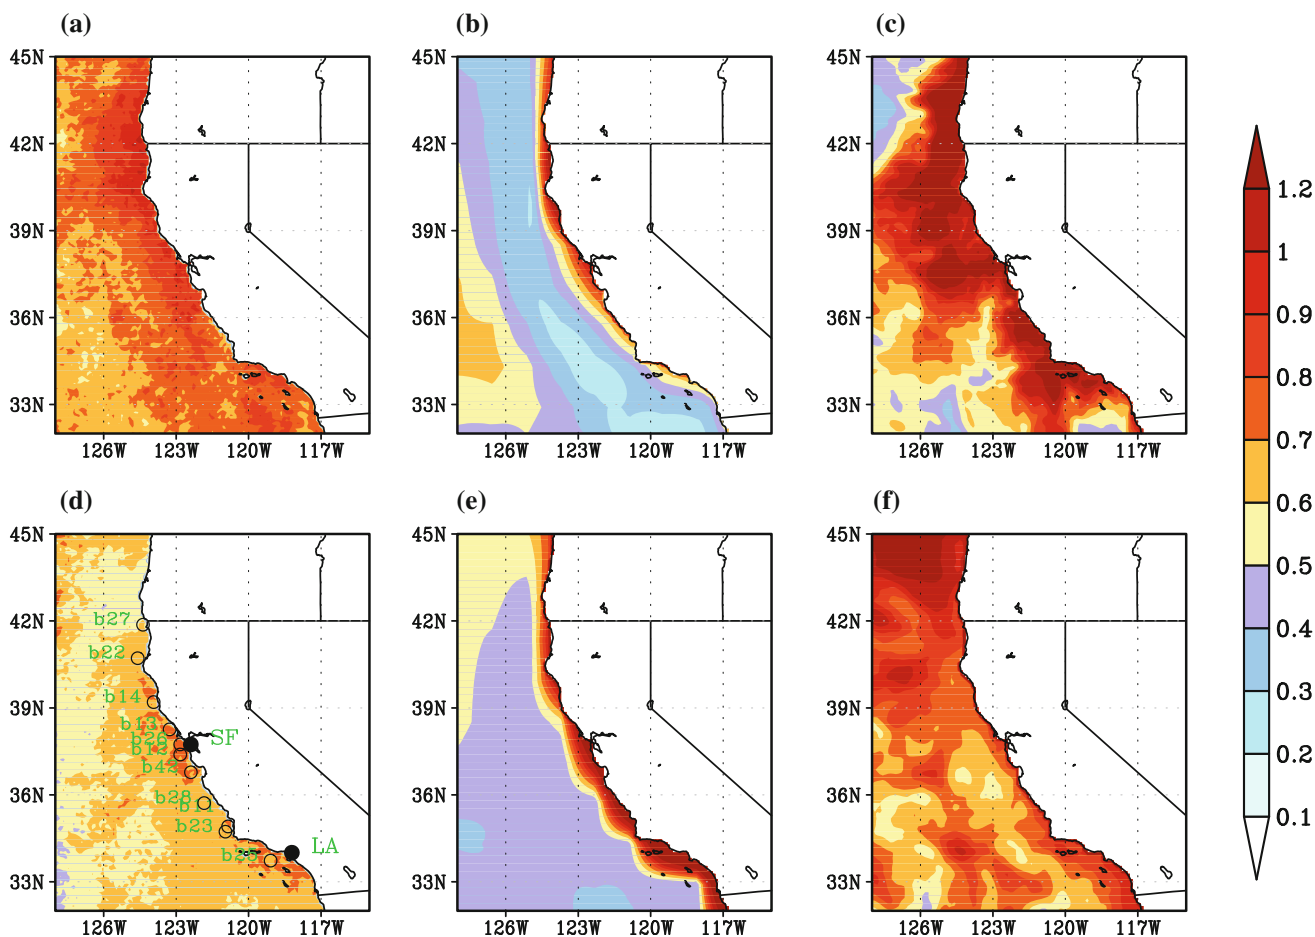 (a) (b) (c)
45N 45N 45N
42N 42N 42N 1.2
39N 39N 39N 1
36N 36N 36N 0.9
33N 33N 33N 0.8
126W 123W 120W 117W 126W 123W 120W 117W 126W 123W 120W 117W 0.7
(d) (e) (f)
0.6
45N 45N 45N 0.5
b27
42N 42N 42N 0.4
b22
b14
39N 39N 39N 0.3
b13
b26 SF
b12 0.2
b42
36N b28 36N 36N
b11 0.1
b23
LA
b25
33N 33N 33N
126W 123W 120W 117W 126W 123W 120W 117W 126W 123W 120W 117W